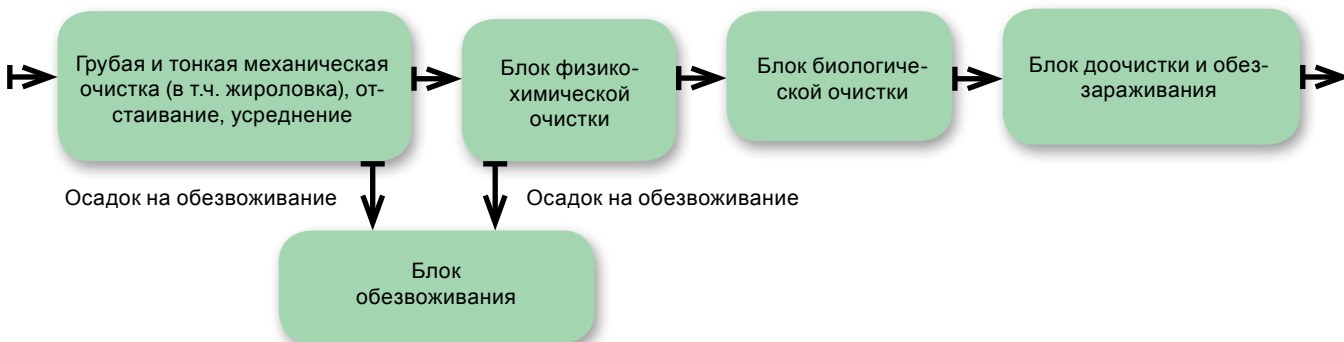 Грубая и тонкая механическая
очистка (в т.ч. жироловка), от-
стаивание, усреднение
Блок физико-
химической
очистки
Блок биологиче-
ской очистки
Блок доочистки и обез-
зараживания
Осадок на обезвоживание
Осадок на обезвоживание
Блок
обезвоживания